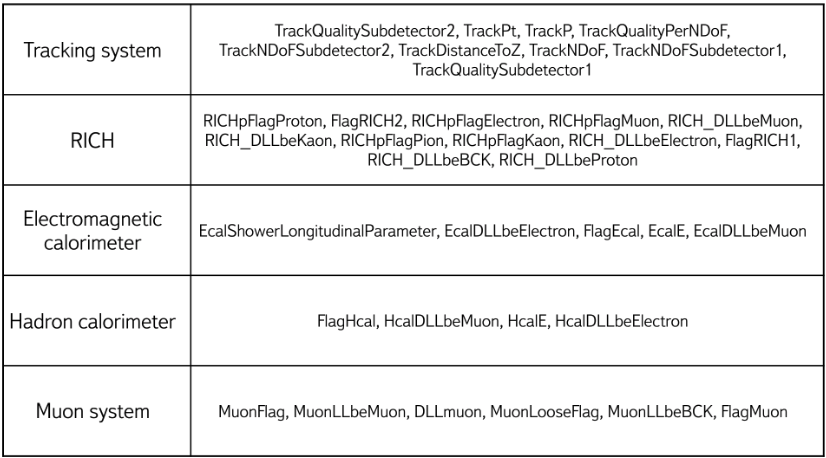 Tracking system
TrackQualitySubdetector2, TrackPt, TrackP, TrackQualityPerNDoF,
TrackNDoFSubdetector2, TrackDistanceToZ, TrackNDoF, TrackNDoFSubdetector1,
TrackQualitySubdetector1
RICH
RICHpFlagProton, FlagRICH2, RICHpFlagElectron, RICHpFlagMuon, RICH_DLLbeMuon,
RICH_DLLbeKaon, RICHpFlagPion, RICHpFlagKaon, RICH_DLLbeElectron, FlagRICH1,
RICH_DLLbeBCK, RICH_DLLbeProton
Electromagnetic
calorimeter
EcalShowerLongitudinalParameter, EcalDLLbeElectron, FlagEcal, EcalE, EcalDLLbeMuon
Hadron calorimeter
FlagHcal, HcalDLLbeMuon, HcalE, HcalDLLbeElectron
Muon system
MuonFlag, MuonLLbeMuon, DLLmuon, MuonLooseFlag, MuonLLbeBCK, FlagMuon